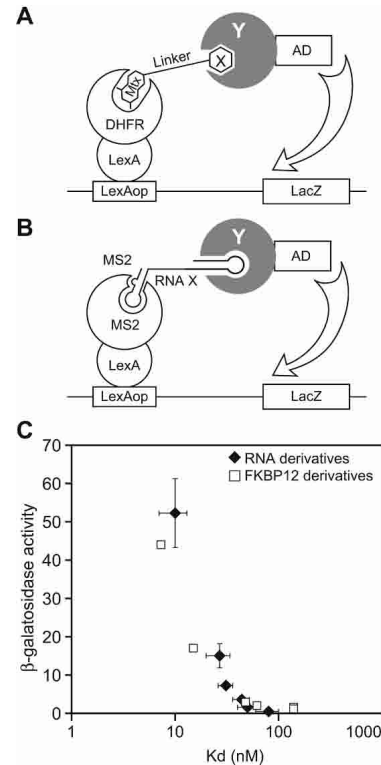 A
Y
AD
X
Linker
Mtx
DHFR
LexA
LexAop
LacZ
B
Y
AD
MS2
RNA X
MS2
LexA
LexAop
LacZ
C
70
60
50
40
30
20
10
0
RNA derivatives
FKBP12 derivatives
β-galatosidase activity
1 10 100 1000
Kd (nM)